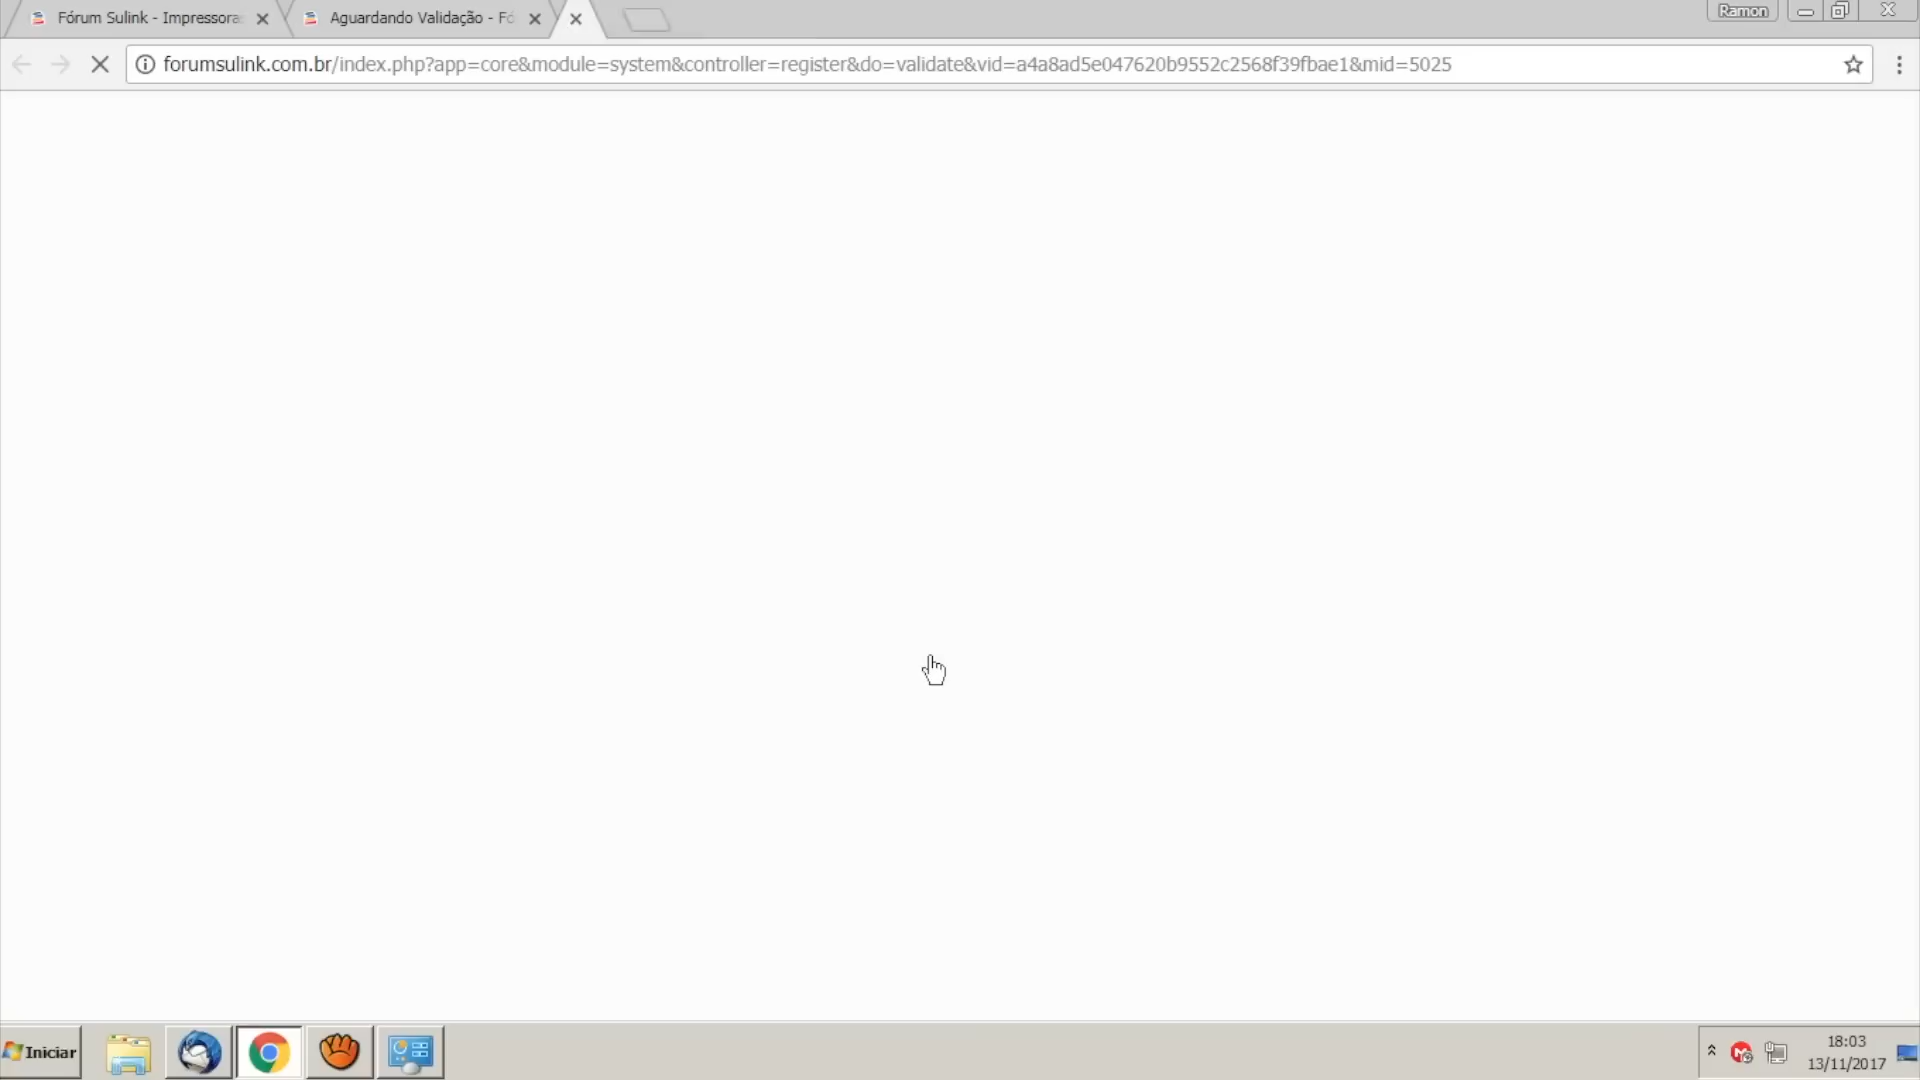 Fórum Sulink - Impressora
Aguardando Validação - Fó
Ramon
forumsulink.com.br/index.php?app=core&module=system&controller=register&do=validate&vid=a4a8ad5e047620b9552c2568f39fbae1&mid=5025
Iniciar
18:03
13/11/2017